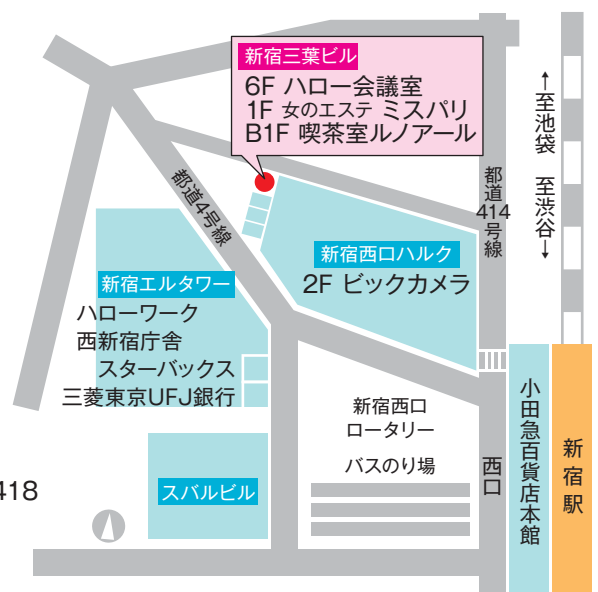 新宿三葉ビル
6F ハロー会議室
1F 女のエステ ミスパリ
B1F 喫茶室ルノアール
←至池袋 至渋谷→
都道4号線
都道414号線
新宿西口ハルク
2F ビックカメラ
新宿エルタワー
ハローワーク
西新宿庁舎
スターバックス
三菱東京UFJ銀行
新宿西口
ロータリー
バスのり場
西口
小田急百貨店本館
新宿駅
スバルビル
418